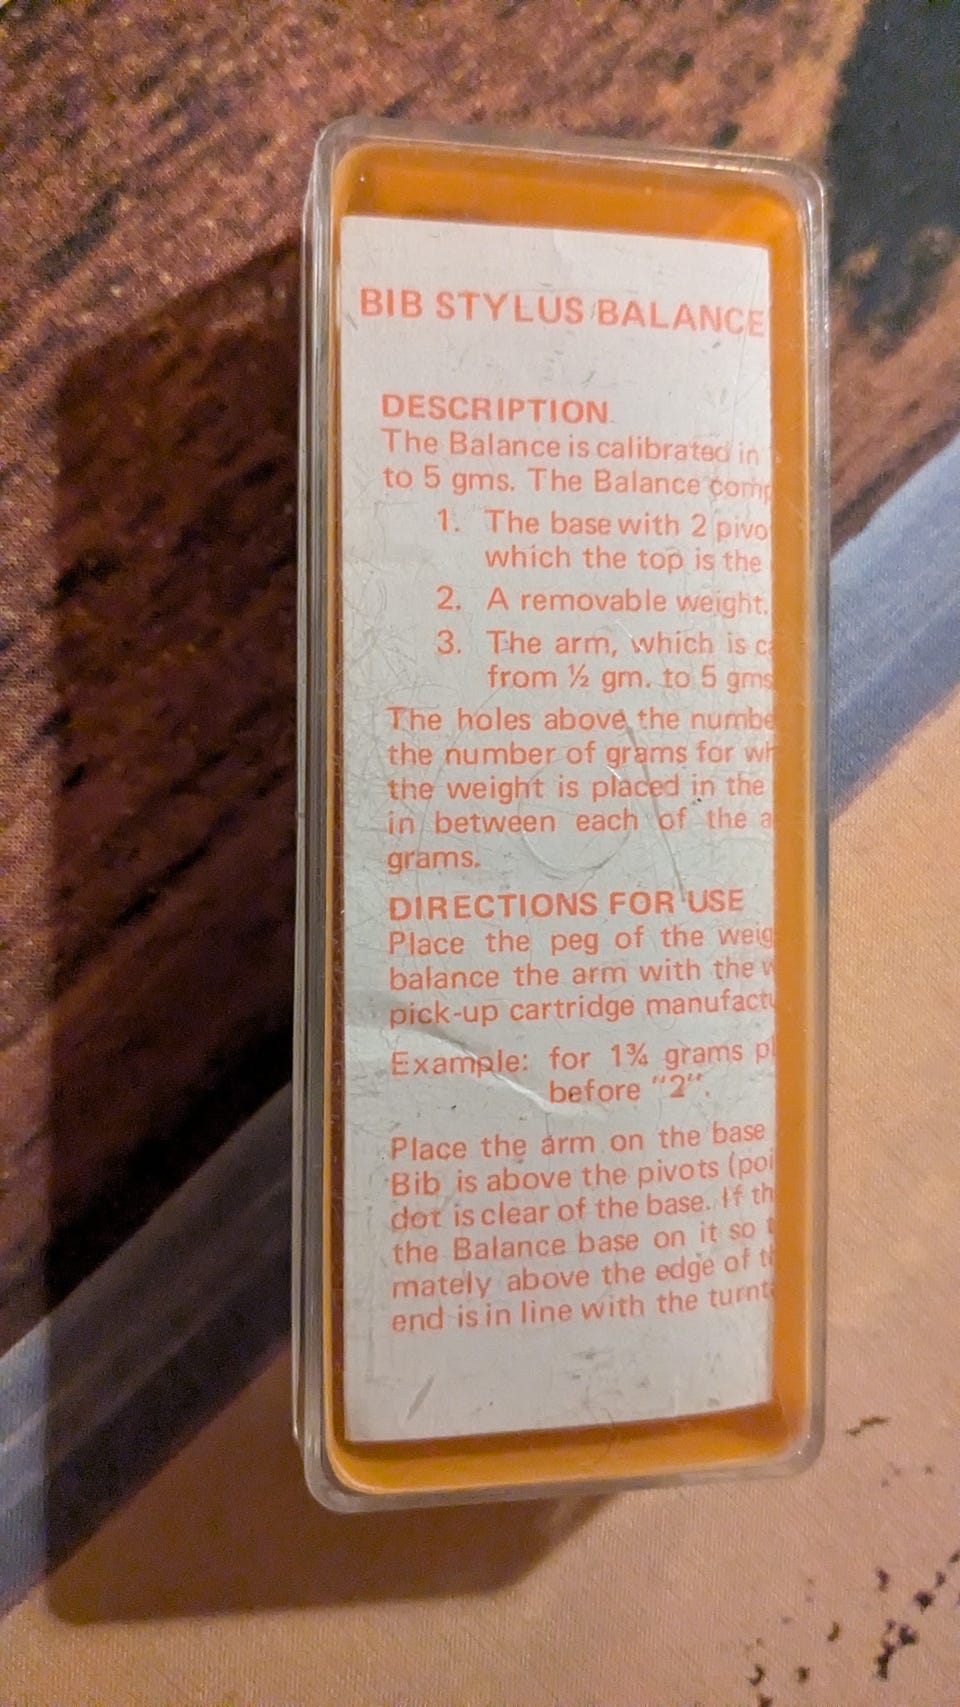 BIB STYLUS BALANCE
DESCRIPTION
The Balance is calibrated in
to 5 gms. The Balance
1. The base with 2
which the top is the
2. A removable weight.
3. The arm, which is
from ½ gm. to 5 gms
The holes above the
the number of grams for
the weight is placed in the
in between each of the
grams.
DIRECTIONS FOR USE
Place the peg of the
balance the arm with the
pick-up cartridge
Example: for 1¾ grams
before "2".
Place the arm on the base
Bib is above the pivots
dot is clear of the base. If
the Balance base on it so
mately above the edge of
end is in line with the